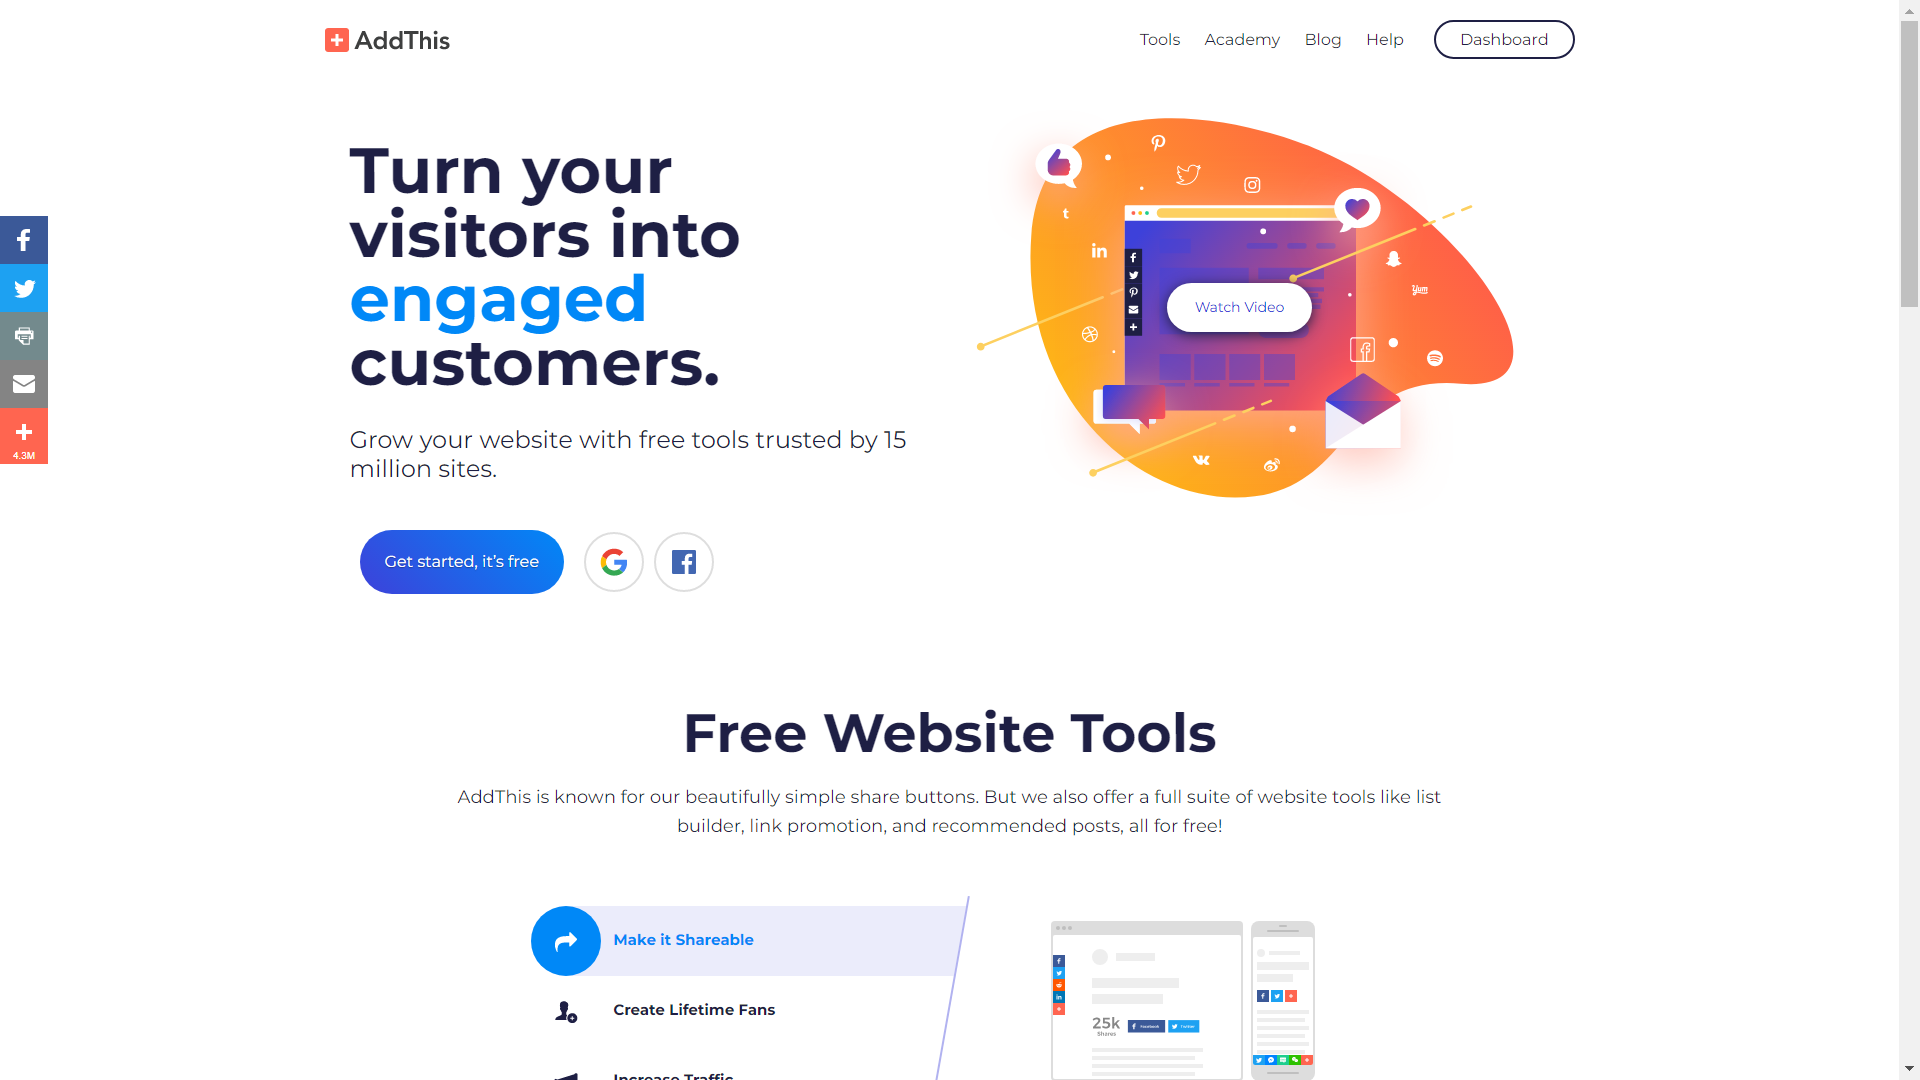 AddThis
Tools
Academy
Blog
Help
Dashboard
Turn your
visitors into
engaged
customers.
Grow your website with free tools trusted by 15
million sites.
Get started, it's free
Watch Video
Yum
4.3M
Free Website Tools
AddThis is known for our beautifully simple share buttons. But we also offer a full suite of website tools like list
builder, link promotion, and recommended posts, all for free!
Make it Shareable
Create Lifetime Fans
Increase Traffic
25k
Shares
Facebook
Twitter